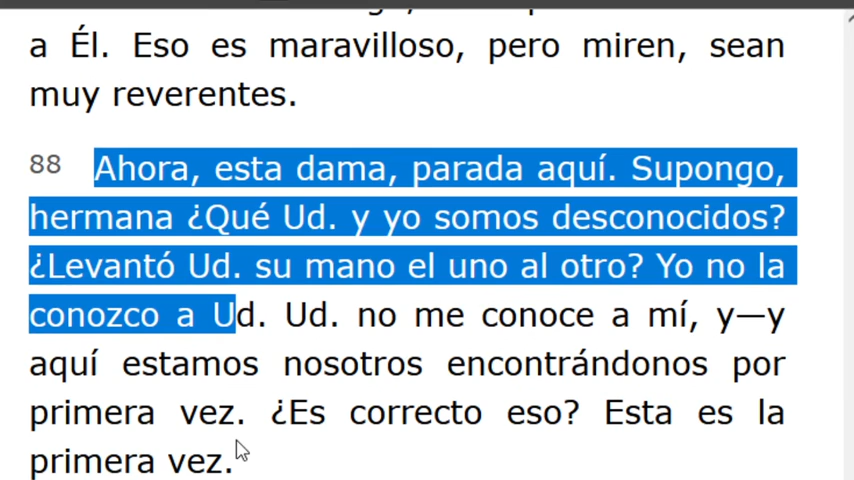 a Él. Eso es maravilloso, pero miren, sean
muy reverentes.
88 Ahora, esta dama, parada aquí. Supongo,
hermana ¿Qué Ud. y yo somos desconocidos?
¿Levantó Ud. su mano el uno al otro? Yo no la
conozco a Ud. Ud. no me conoce a mí, y—y
aquí estamos nosotros encontrándonos por
primera vez. ¿Es correcto eso? Esta es la
primera vez.